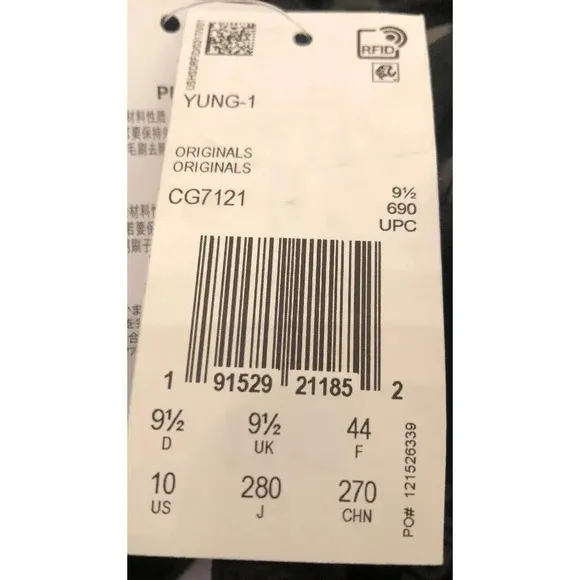 RFID
YUNG-1
ORIGINALS
ORIGINALS
CG7121
9½
690
UPC
1 91529 21185 2
9½ 9½ 44
D UK F
10 280 270
US J CHN
PO# 121526339